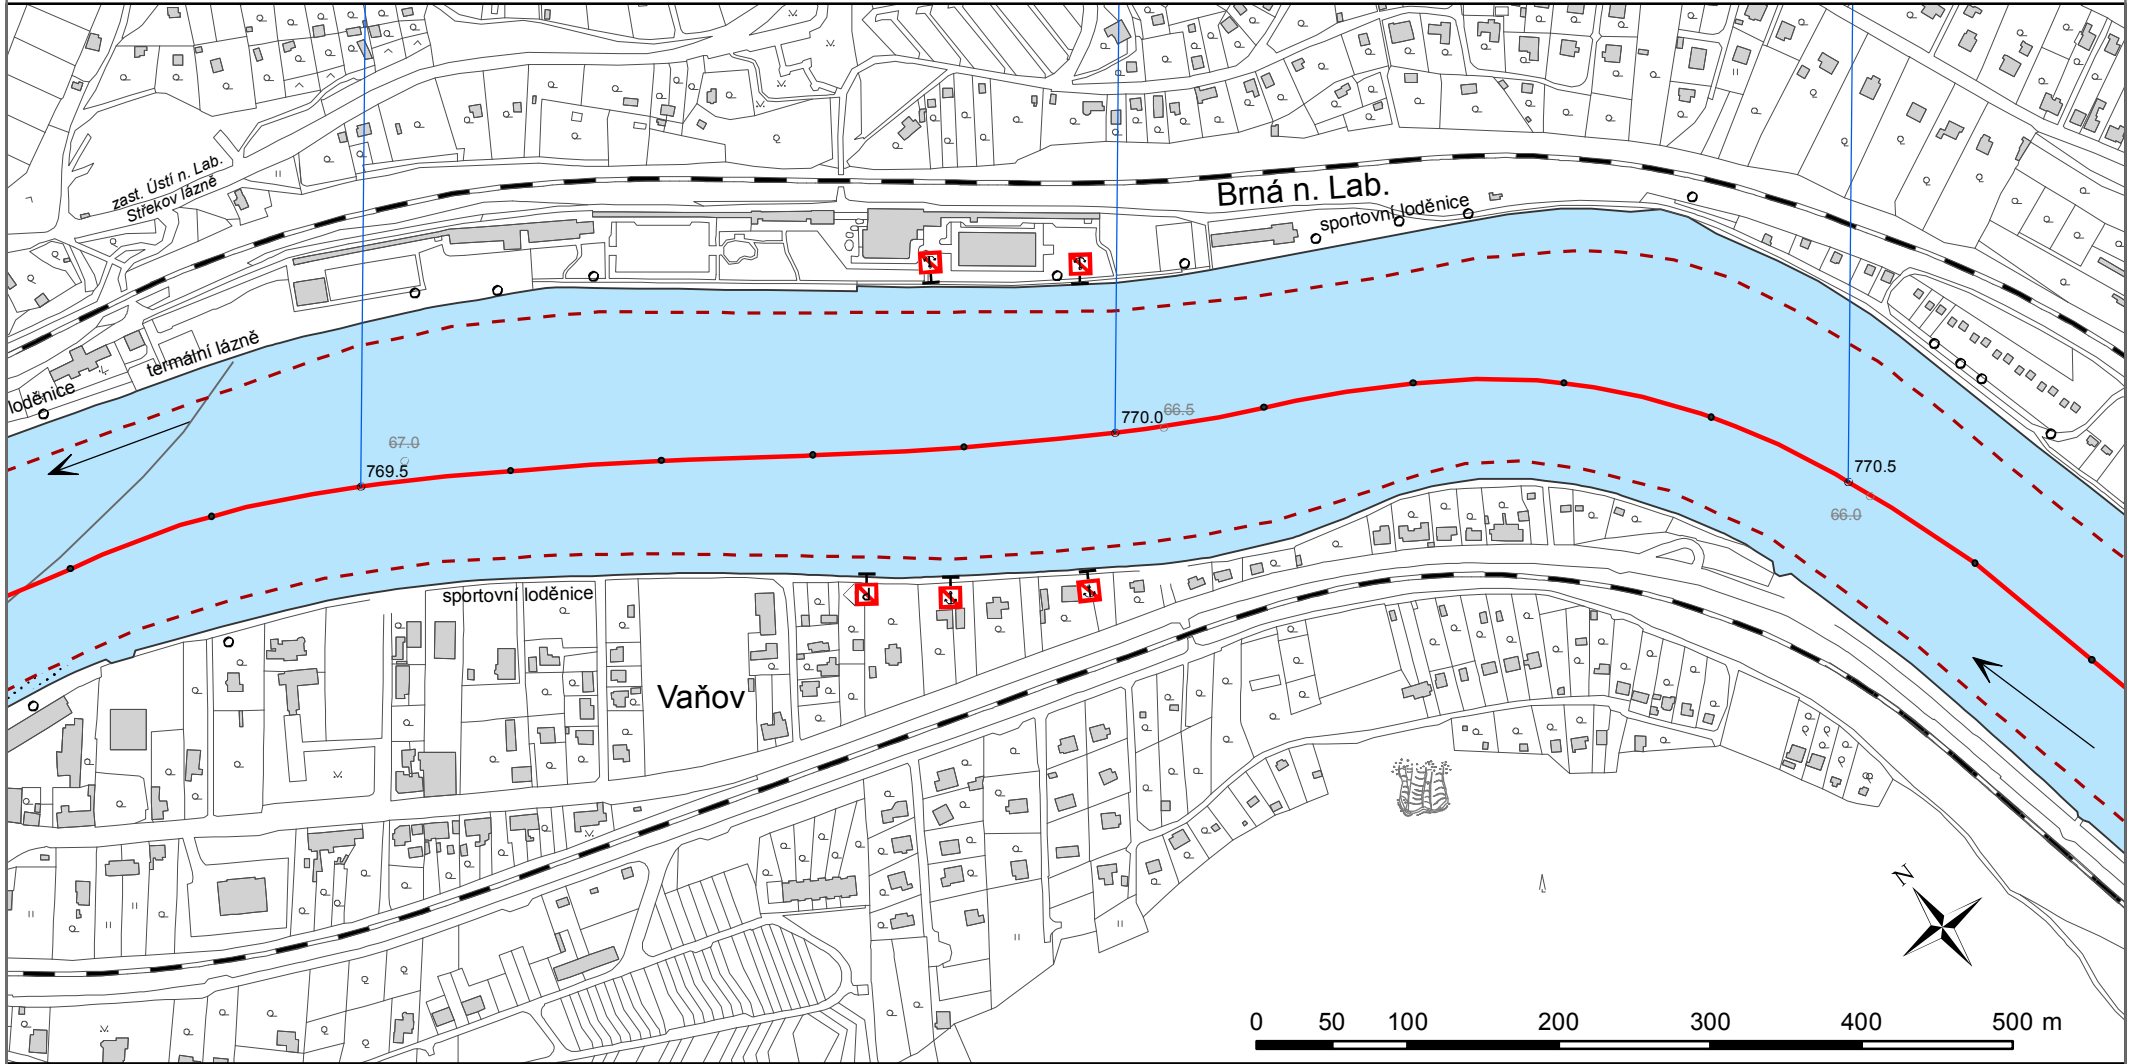 zast. Ústí n. Lab.
Střekov lázně
Brná n. Lab.
sportovní loděnice
termální lázně
loděnice
67.0
769.5
770.0
66.5
770.5
66.0
sportovní loděnice
Vaňov
N
0 50 100 200 300 400 500 m